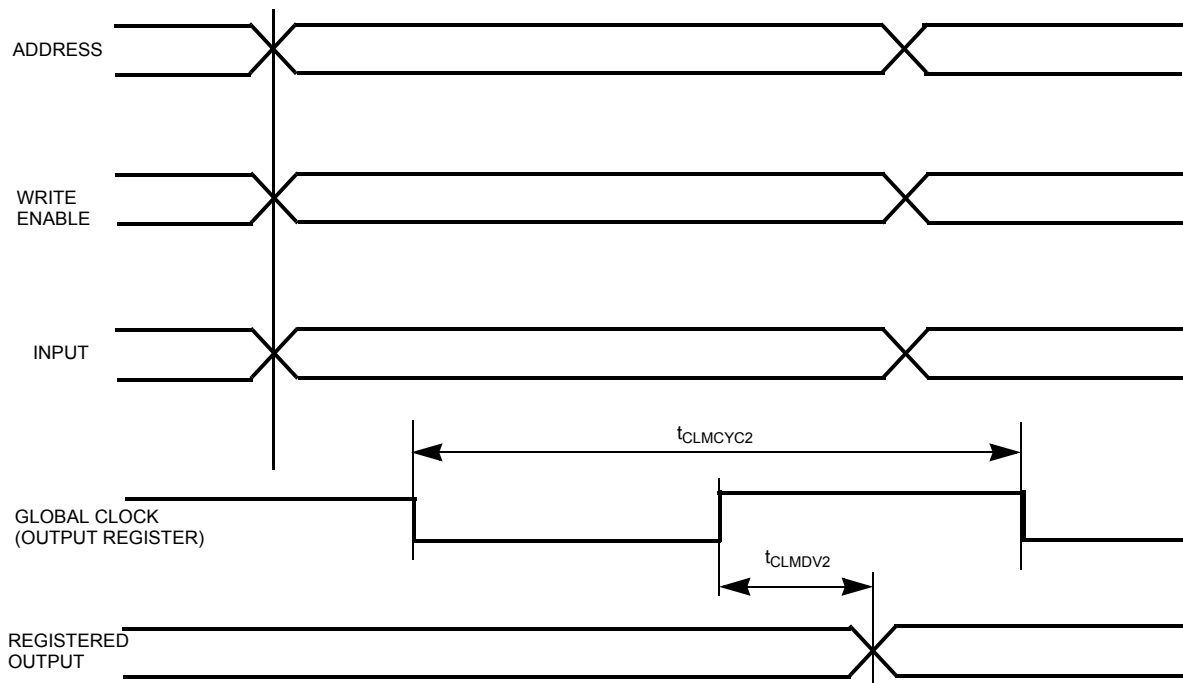 ADDRESS
WRITE
ENABLE
INPUT
tCLMCYC2
GLOBAL CLOCK
(OUTPUT REGISTER)
tCLMDV2
REGISTERED
OUTPUT